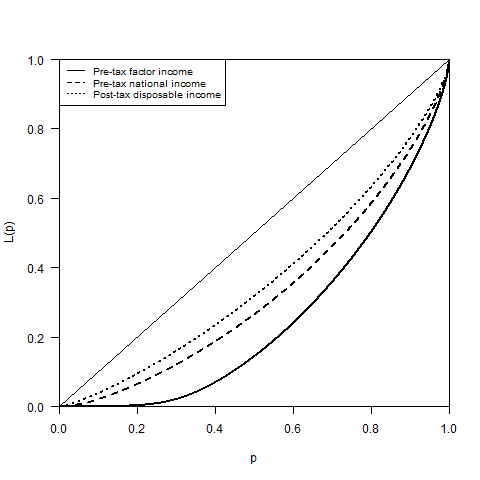 Pre-tax factor income
Pre-tax national income
Post-tax disposable income
L(p)
1.0
0.8
0.6
0.4
0.2
0.0
0.0 0.2 0.4 0.6 0.8 1.0
p